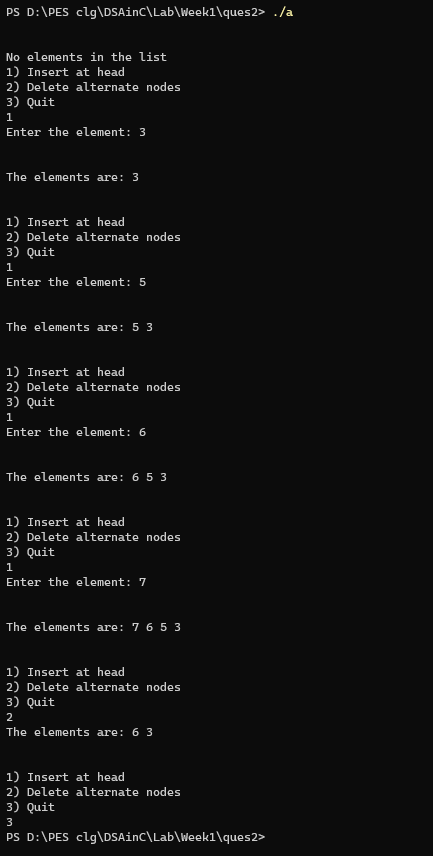 PS D:\PES clg\DSAinC\Lab\Week1\ques2> ./a
No elements in the list
1) Insert at head
2) Delete alternate nodes
3) Quit
1
Enter the element: 3
The elements are: 3
1) Insert at head
2) Delete alternate nodes
3) Quit
1
Enter the element: 5
The elements are: 5 3
1) Insert at head
2) Delete alternate nodes
3) Quit
1
Enter the element: 6
The elements are: 6 5 3
1) Insert at head
2) Delete alternate nodes
3) Quit
1
Enter the element: 7
The elements are: 7 6 5 3
1) Insert at head
2) Delete alternate nodes
3) Quit
2
The elements are: 6 3
1) Insert at head
2) Delete alternate nodes
3) Quit
3
PS D:\PES clg\DSAinC\Lab\Week1\ques2>